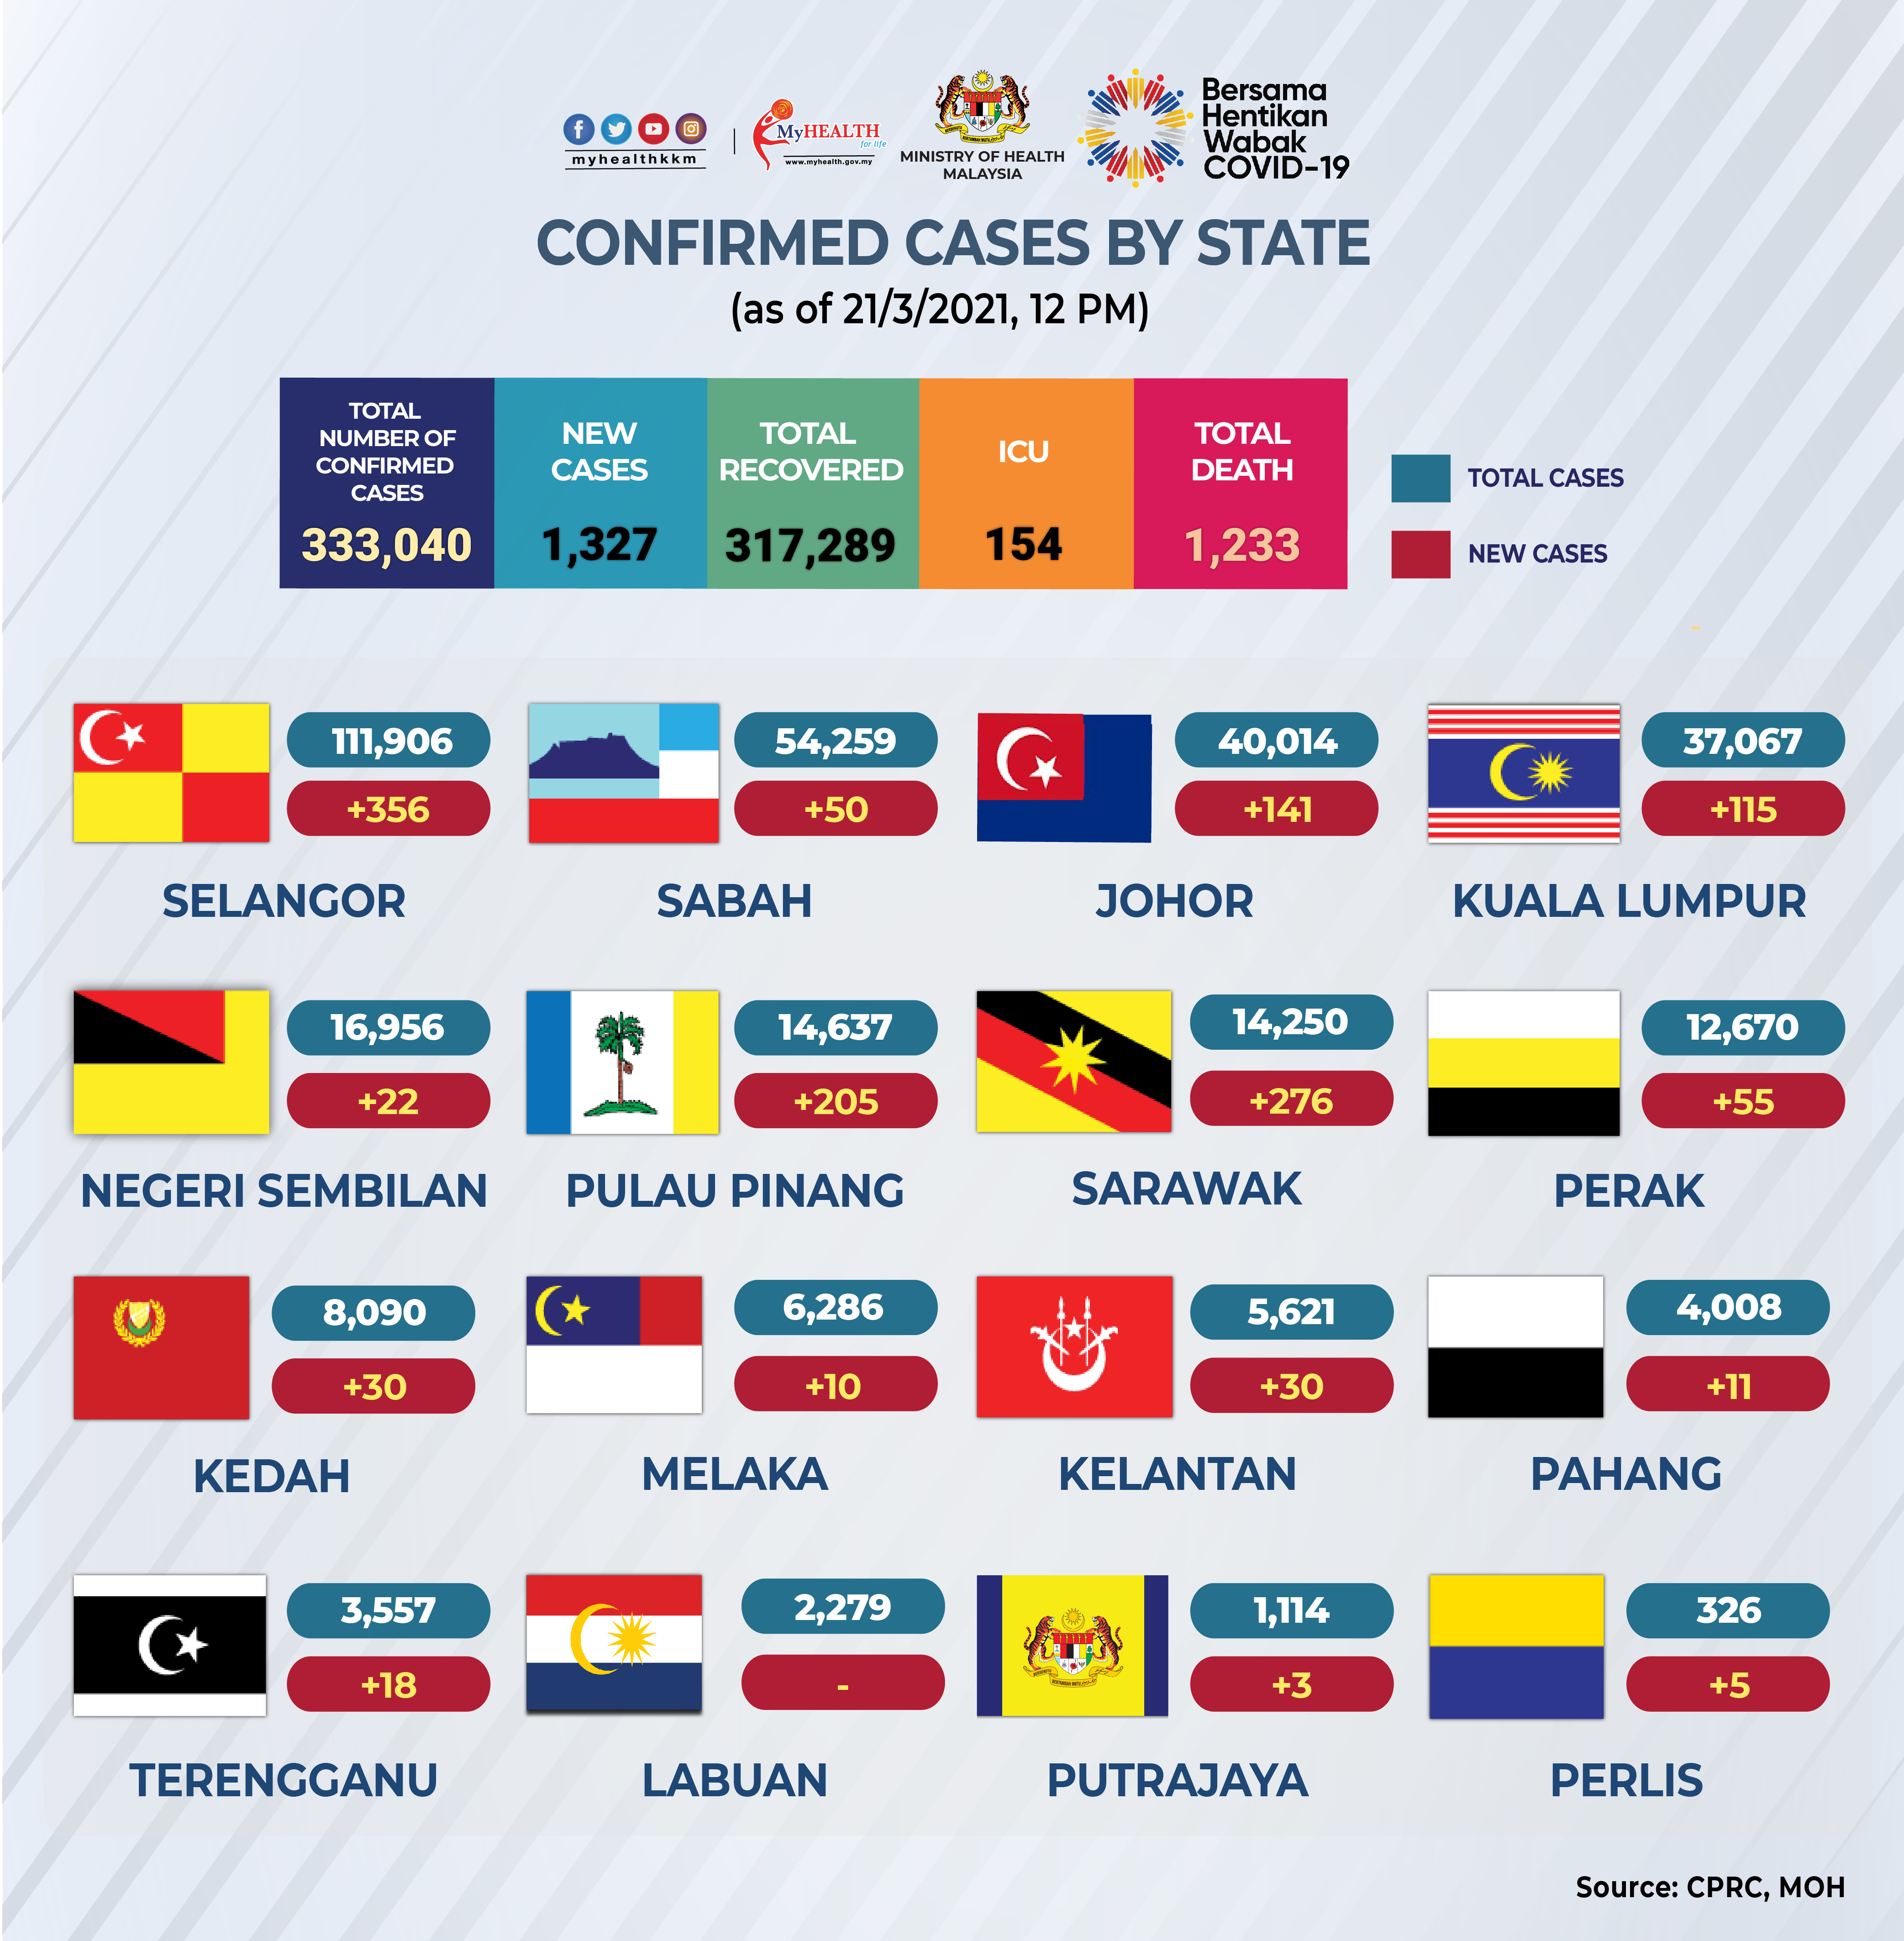 myhealthkkm
MyHEALTH
for life
www.myhealth.gov.my
MINISTRY OF HEALTH
MALAYSIA
Bersama
Hentikan
Wabak
COVID-19
CONFIRMED CASES BY STATE
(as of 21/3/2021, 12 PM)
TOTAL
NUMBER OF
CONFIRMED
CASES
333,040
NEW
CASES
1,327
TOTAL
RECOVERED
317,289
ICU
154
TOTAL
DEATH
1,233
TOTAL CASES
NEW CASES
111,906
+356
SELANGOR
54,259
+50
SABAH
40,014
+141
JOHOR
37,067
+115
KUALA LUMPUR
16,956
+22
NEGERI SEMBILAN
14,637
+205
PULAU PINANG
14,250
+276
SARAWAK
12,670
+55
PERAK
8,090
+30
KEDAH
6,286
+10
MELAKA
5,621
+30
KELANTAN
4,008
+11
PAHANG
3,557
+18
TERENGGANU
2,279
-
LABUAN
1,114
+3
PUTRAJAYA
326
+5
PERLIS
Source: CPRC, MOH